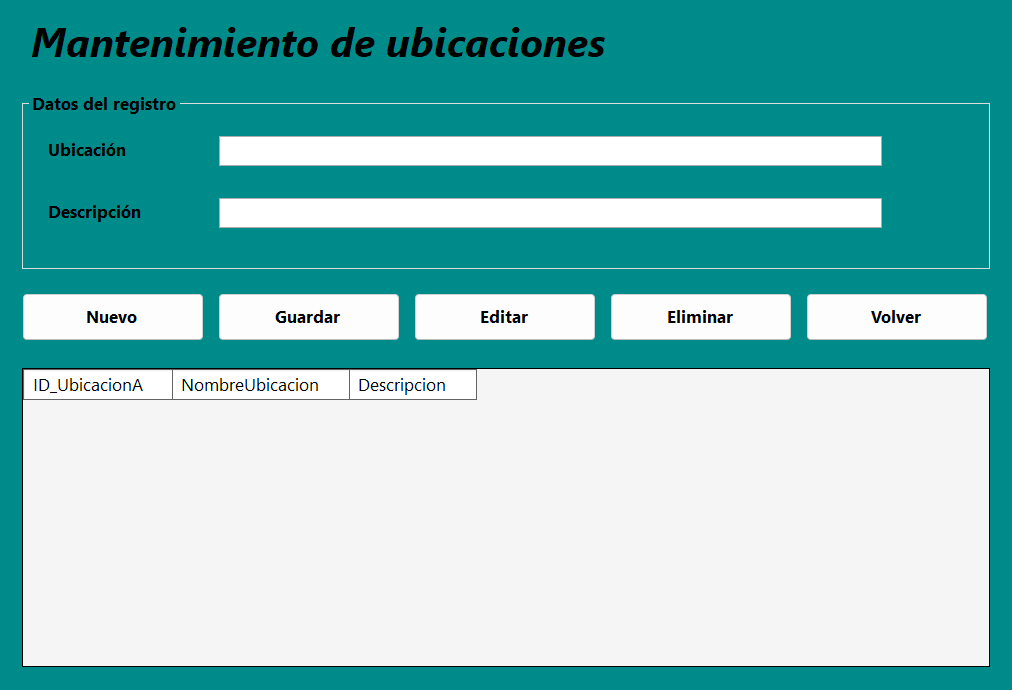 Mantenimiento de ubicaciones
Datos del registro
Ubicación
Descripción
Nuevo Guardar Editar Eliminar Volver
ID_UbicacionA NombreUbicacion Descripcion